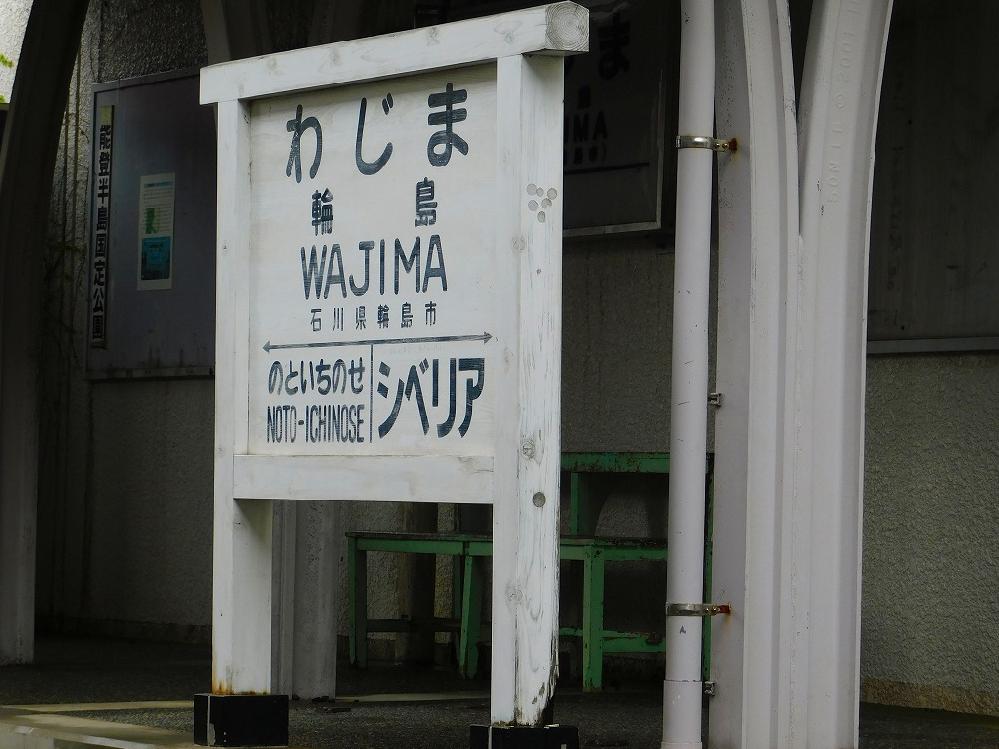 わじま
輪島
WAJIMA
石川県輪島市
のといちのせ
NOTO-ICHINOSE
シベリア
能登半島国定公園
ま